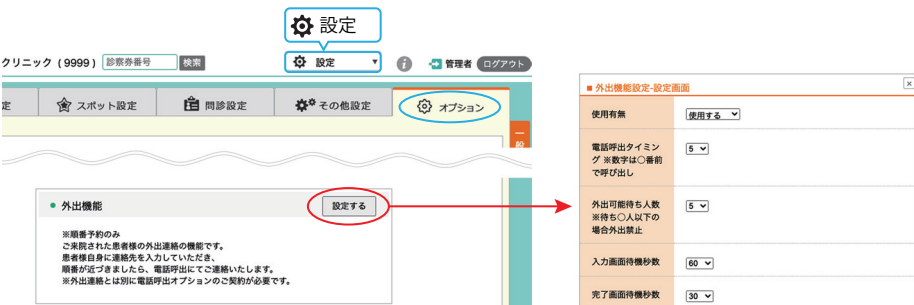 設定
クリニック (9999) 診察券番号 検索 設定 ▼ i 管理者 ログアウト
定 スポット設定 問診設定 その他設定 オプション
一般
外出機能 設定する
※順番予約のみ
ご来院された患者様の外出連絡の機能です。
患者様自身に連絡先を入力していただき、
順番が近づきましたら、電話呼出にてご連絡いたします。
※外出連絡とは別に電話呼出オプションのご契約が必要です。
■ 外出機能設定-設定画面 ×
使用有無 使用する
電話呼出タイミン
グ ※数字は〇番前
で呼び出し
5
外出可能待ち人数
※待ち〇人以下の
場合外出禁止
5
入力画面待機秒数 60
完了画面待機秒数 30